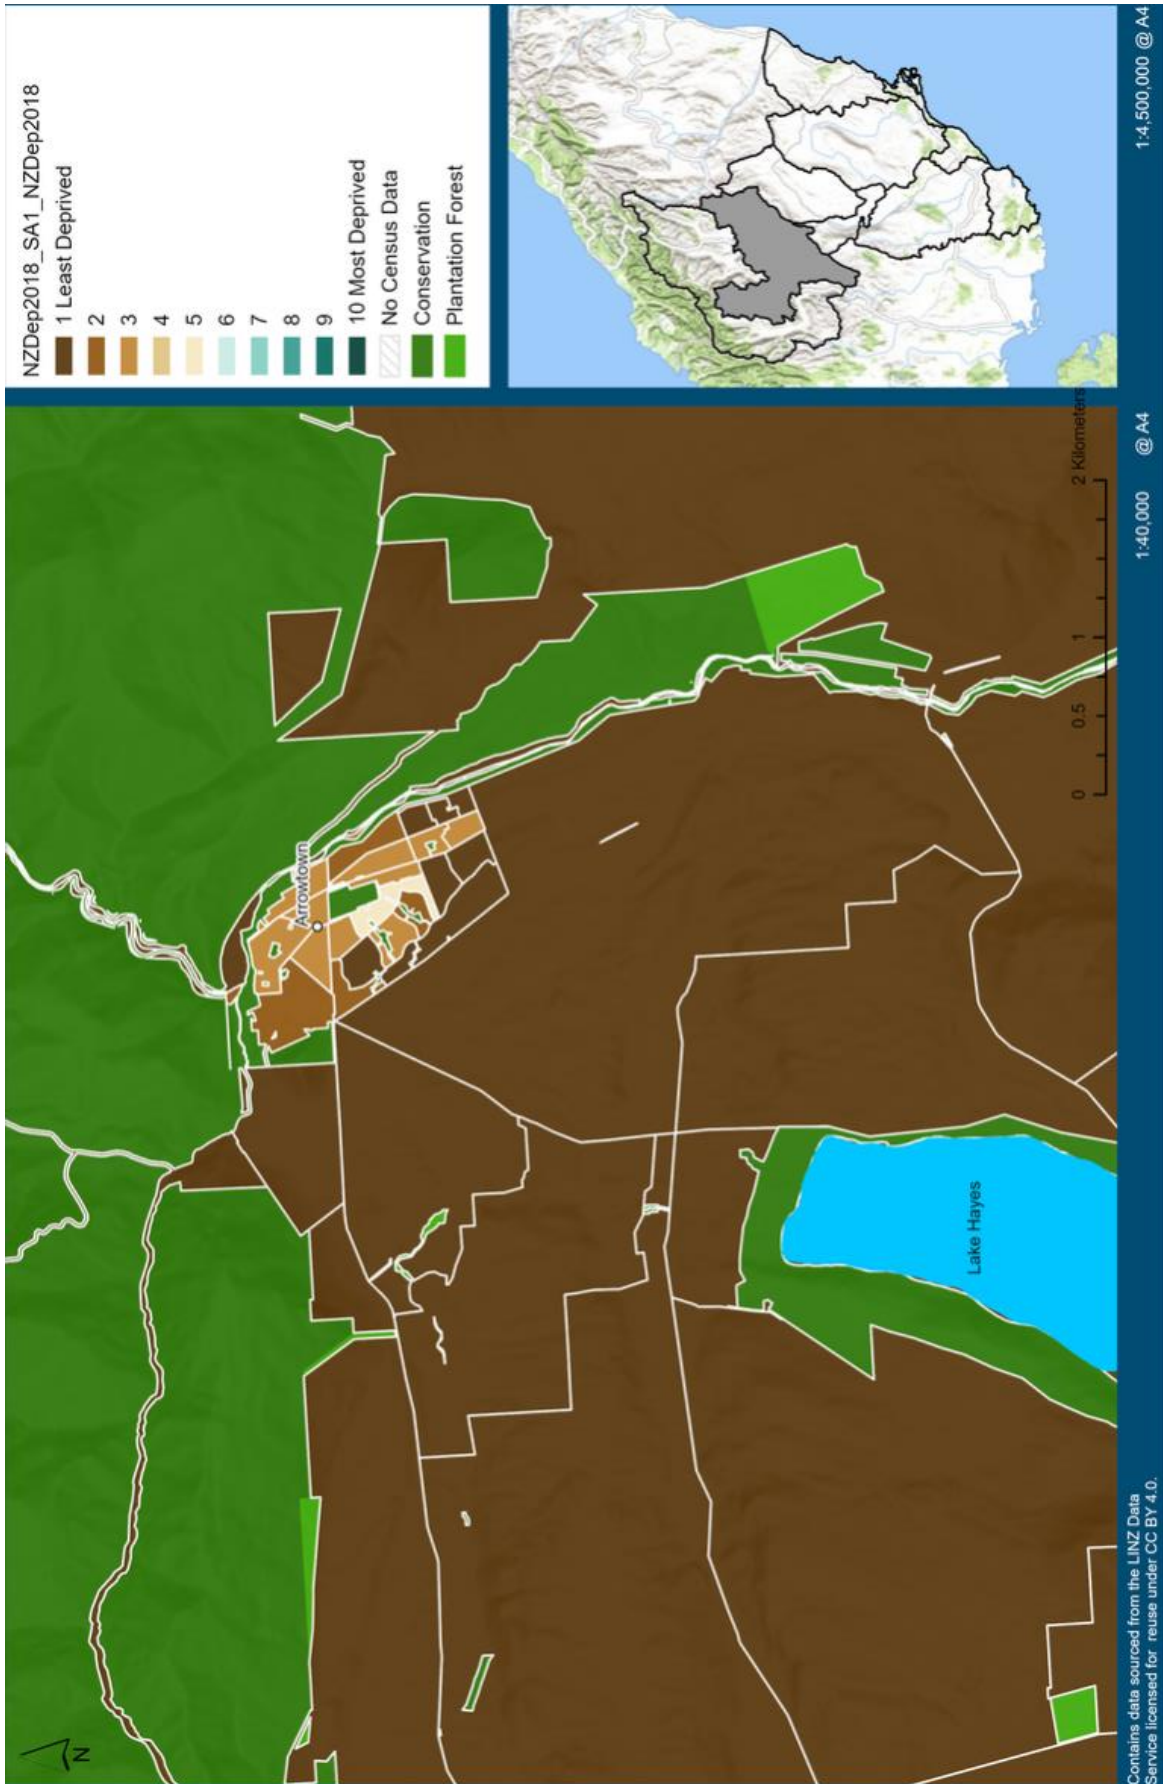 NZDep2018_SA1_NZDep2018
1 Least Deprived
2
3
4
5
6
7
8
9
10 Most Deprived
No Census Data
Conservation
Plantation Forest
Arrowtown
Lake Hayes
N
0 0.5 1 2 Kilometers
Contains data sourced from the LINZ Data
Service licensed for reuse under CC BY 4.0.
1:40,000 @ A4
1:4,500,000 @ A4